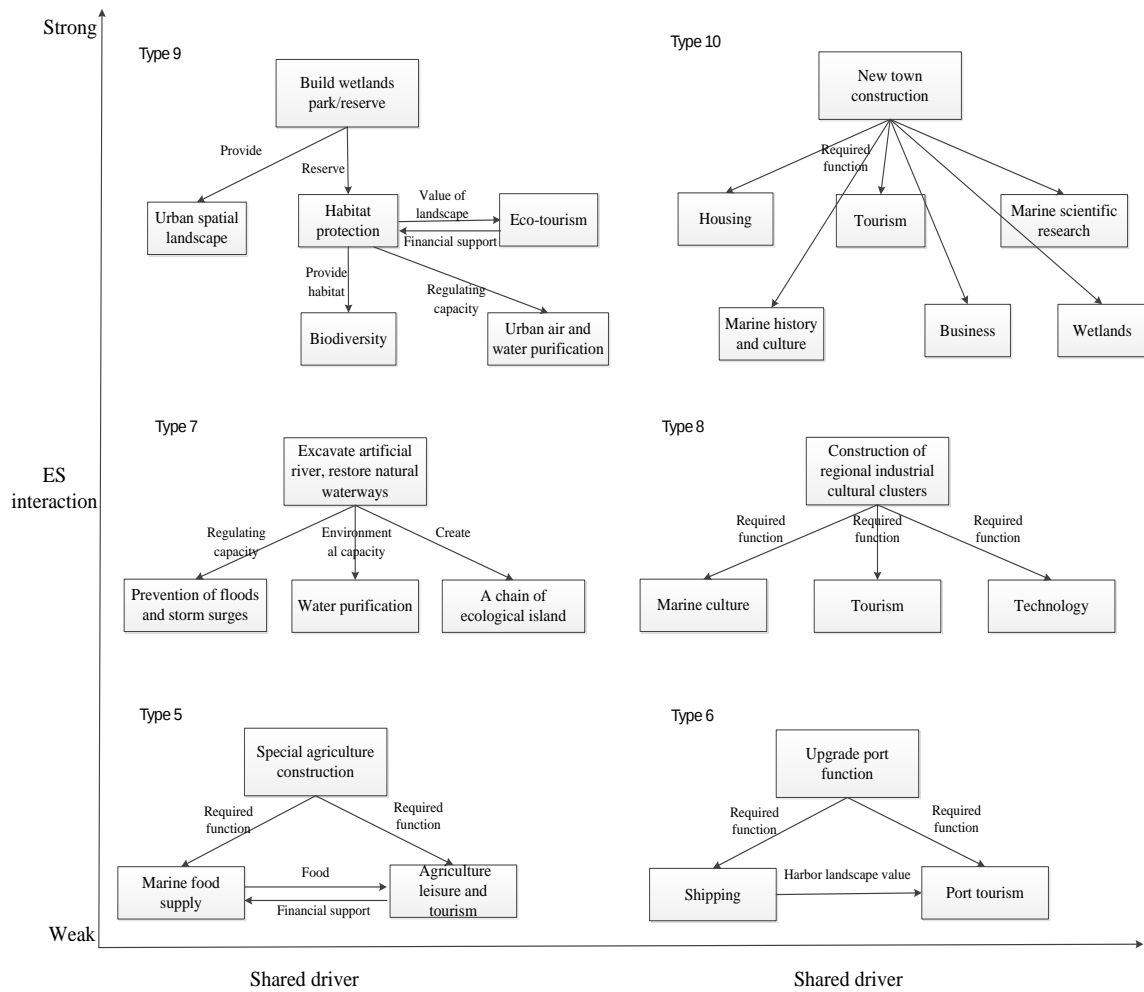 Strong
Type 9
Build wetlands
park/reserve
Provide
Reserve
Urban spatial
landscape
Habitat
protection
Value of
landscape
Financial support
Eco-tourism
Provide
habitat
Regulating
capacity
Biodiversity
Urban air and
water purification
Type 10
New town
construction
Required
function
Housing
Tourism
Marine scientific
research
Marine history
and culture
Business
Wetlands
ES
interaction
Type 7
Excavate artificial
river, restore natural
waterways
Regulating
capacity
Environment
al capacity
Create
Prevention of floods
and storm surges
Water purification
A chain of
ecological island
Type 8
Construction of
regional industrial
cultural clusters
Required
function
Required
function
Required
function
Marine culture
Tourism
Technology
Type 5
Special agriculture
construction
Required
function
Required
function
Marine food
supply
Food
Financial support
Agriculture
leisure and
tourism
Type 6
Upgrade port
function
Required
function
Required
function
Shipping
Harbor landscape value
Port tourism
Weak
Shared driver
Shared driver